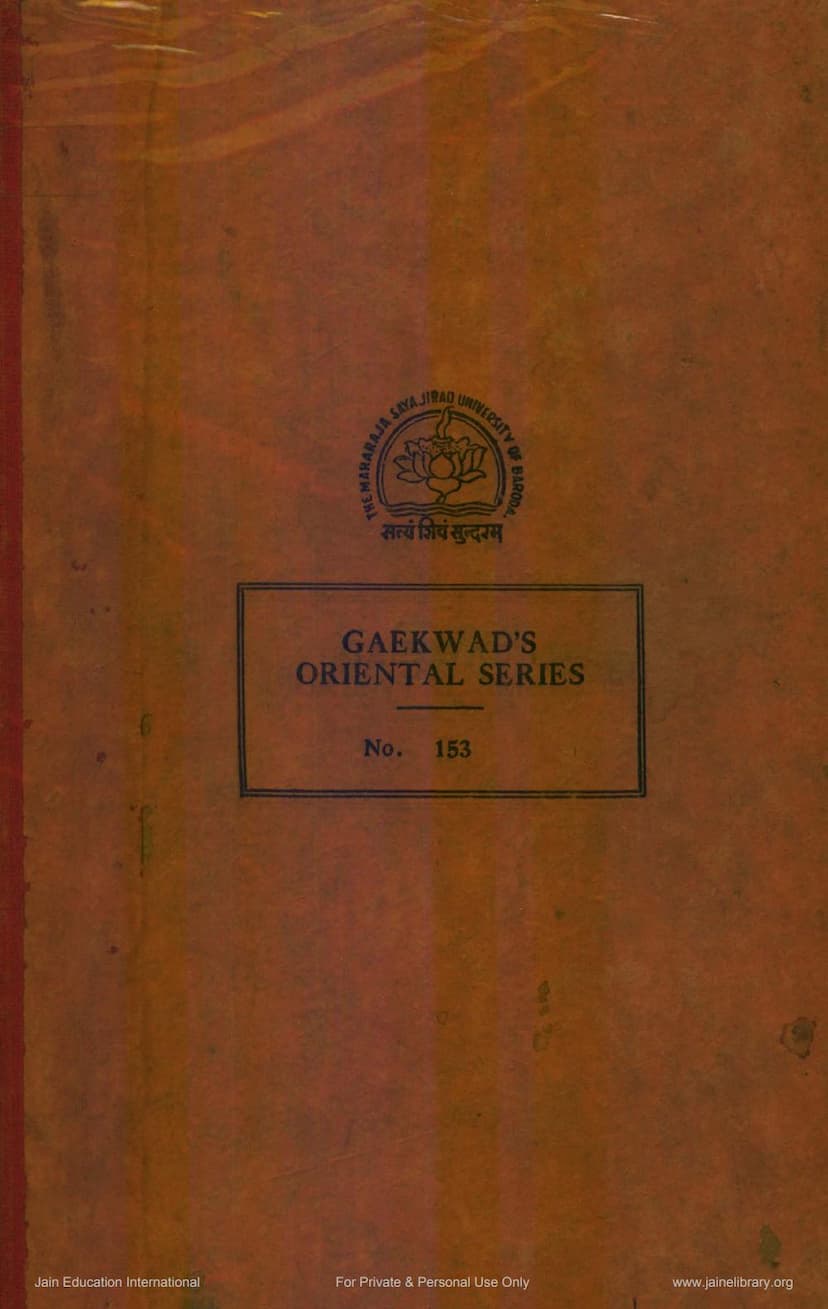 THE MAHARAJA SAYAJIRAO UNIVERSITY OF BARODA.
सत्यं शिवं सुन्दरम्
GAEKWAD'S
ORIENTAL SERIES
No. 153
Jain Education International
For Private & Personal Use Only
www.jainelibrary.org